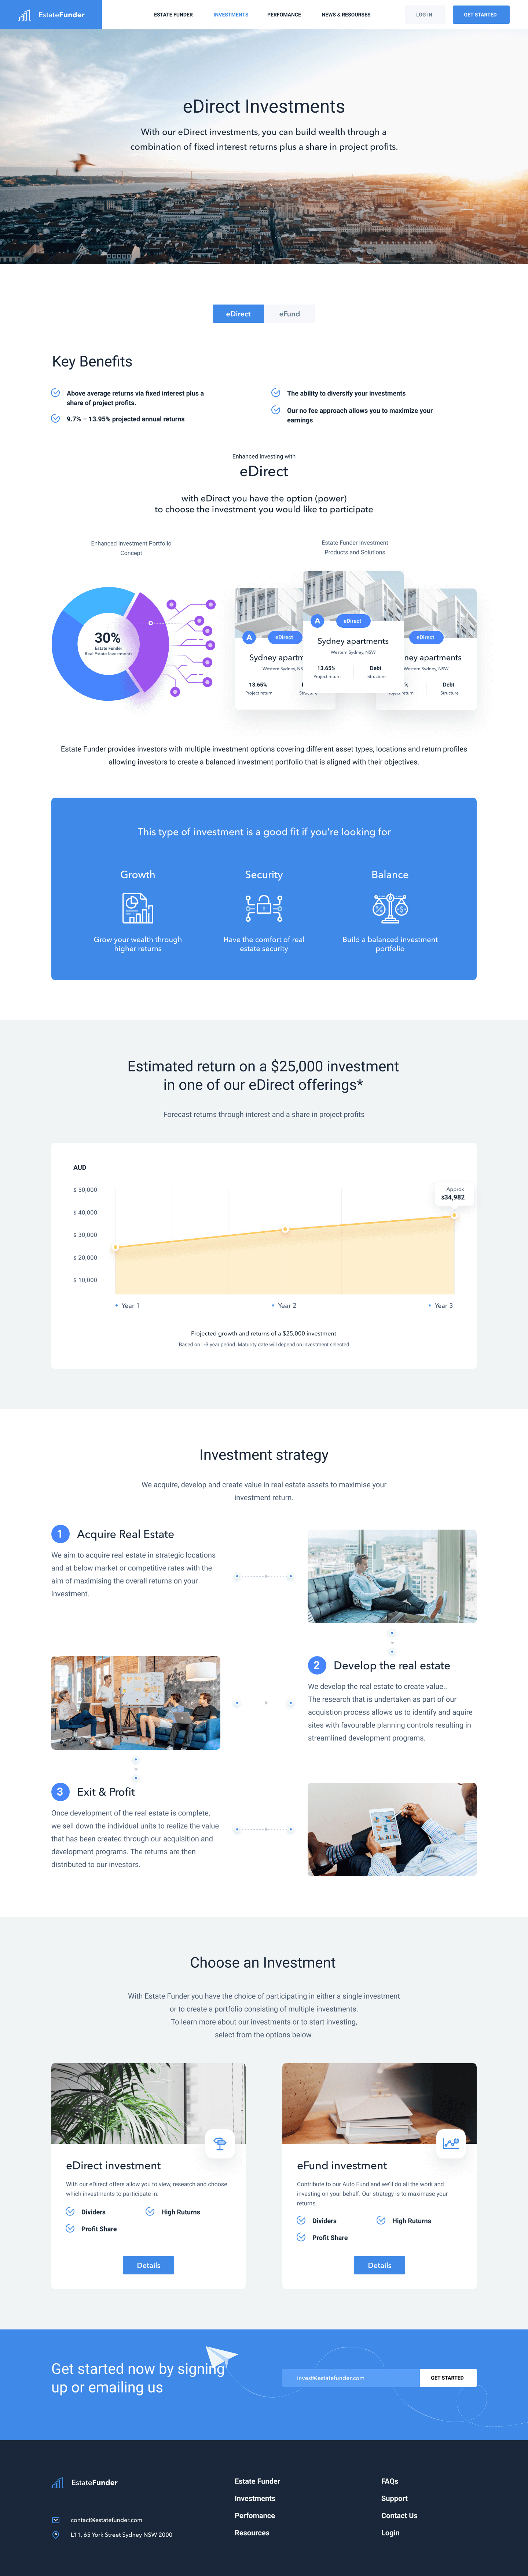 EstateFunder
ESTATE FUNDER
INVESTMENTS
PERFOMANCE
NEWS & RESOURSES
LOG IN
GET STARTED
eDirect Investments
With our eDirect investments, you can build wealth through a
combination of fixed interest returns plus a share in project profits.
eDirect
eFund
Key Benefits
Above average returns via fixed interest plus a
share of project profits.
9.7% – 13.95% projected annual returns
The ability to diversify your investments
Our no fee approach allows you to maximize your
earnings
Enhanced Investing with
eDirect
with eDirect you have the option (power)
to choose the investment you would like to participate
Enhanced Investment Portfolio
Concept
30%
Estate Funder
Real Estate Investments
Estate Funder Investment
Products and Solutions
A
eDirect
Sydney apartm
Western Sydney, NS
13.65%
Project return
A
eDirect
Sydney apartments
Western Sydney, NSW
13.65%
Project return
Debt
Structure
eDirect
ney apartments
Western Sydney, NSW
Debt
Structure
Estate Funder provides investors with multiple investment options covering different asset types, locations and return profiles
allowing investors to create a balanced investment portfolio that is aligned with their objectives.
This type of investment is a good fit if you're looking for
Growth
Grow your wealth through
higher returns
Security
Have the comfort of real
estate security
Balance
Build a balanced investment
portfolio
Estimated return on a $25,000 investment
in one of our eDirect offerings*
Forecast returns through interest and a share in project profits
AUD
$ 50,000
$ 40,000
$ 30,000
$ 20,000
$ 10,000
Approx
$34,982
Year 1
Year 2
Year 3
Projected growth and returns of a $25,000 investment
Based on 1-3 year period. Maturity date will depend on investment selected
Investment strategy
We acquire, develop and create value in real estate assets to maximise your
investment return.
1 Acquire Real Estate
We aim to acquire real estate in strategic locations
and at below market or competitive rates with the
aim of maximising the overall returns on your
investment.
2 Develop the real estate
We develop the real estate to create value..
The research that is undertaken as part of our
acquistion process allows us to identify and aquire
sites with favourable planning controls resulting in
streamlined development programs.
3 Exit & Profit
Once development of the real estate is complete,
we sell down the individual units to realize the value
that has been created through our acquisition and
development programs. The returns are then
distributed to our investors.
Choose an Investment
With Estate Funder you have the choice of participating in either a single investment
or to create a portfolio consisting of multiple investments.
To learn more about our investments or to start investing,
select from the options below.
eDirect investment
With our eDirect offers allow you to view, research and choose
which investments to participate in.
Dividers
High Ruturns
Profit Share
Details
eFund investment
Contribute to our Auto Fund and we'll do all the work and
investing on your behalf. Our strategy is to maximase your
returns.
Dividers
High Ruturns
Profit Share
Details
Get started now by signing
up or emailing us
invest@estatefunder.com
GET STARTED
EstateFunder
contact@estatefunder.com
L11, 65 York Street Sydney NSW 2000
Estate Funder
Investments
Perfomance
Resources
FAQs
Support
Contact Us
Login